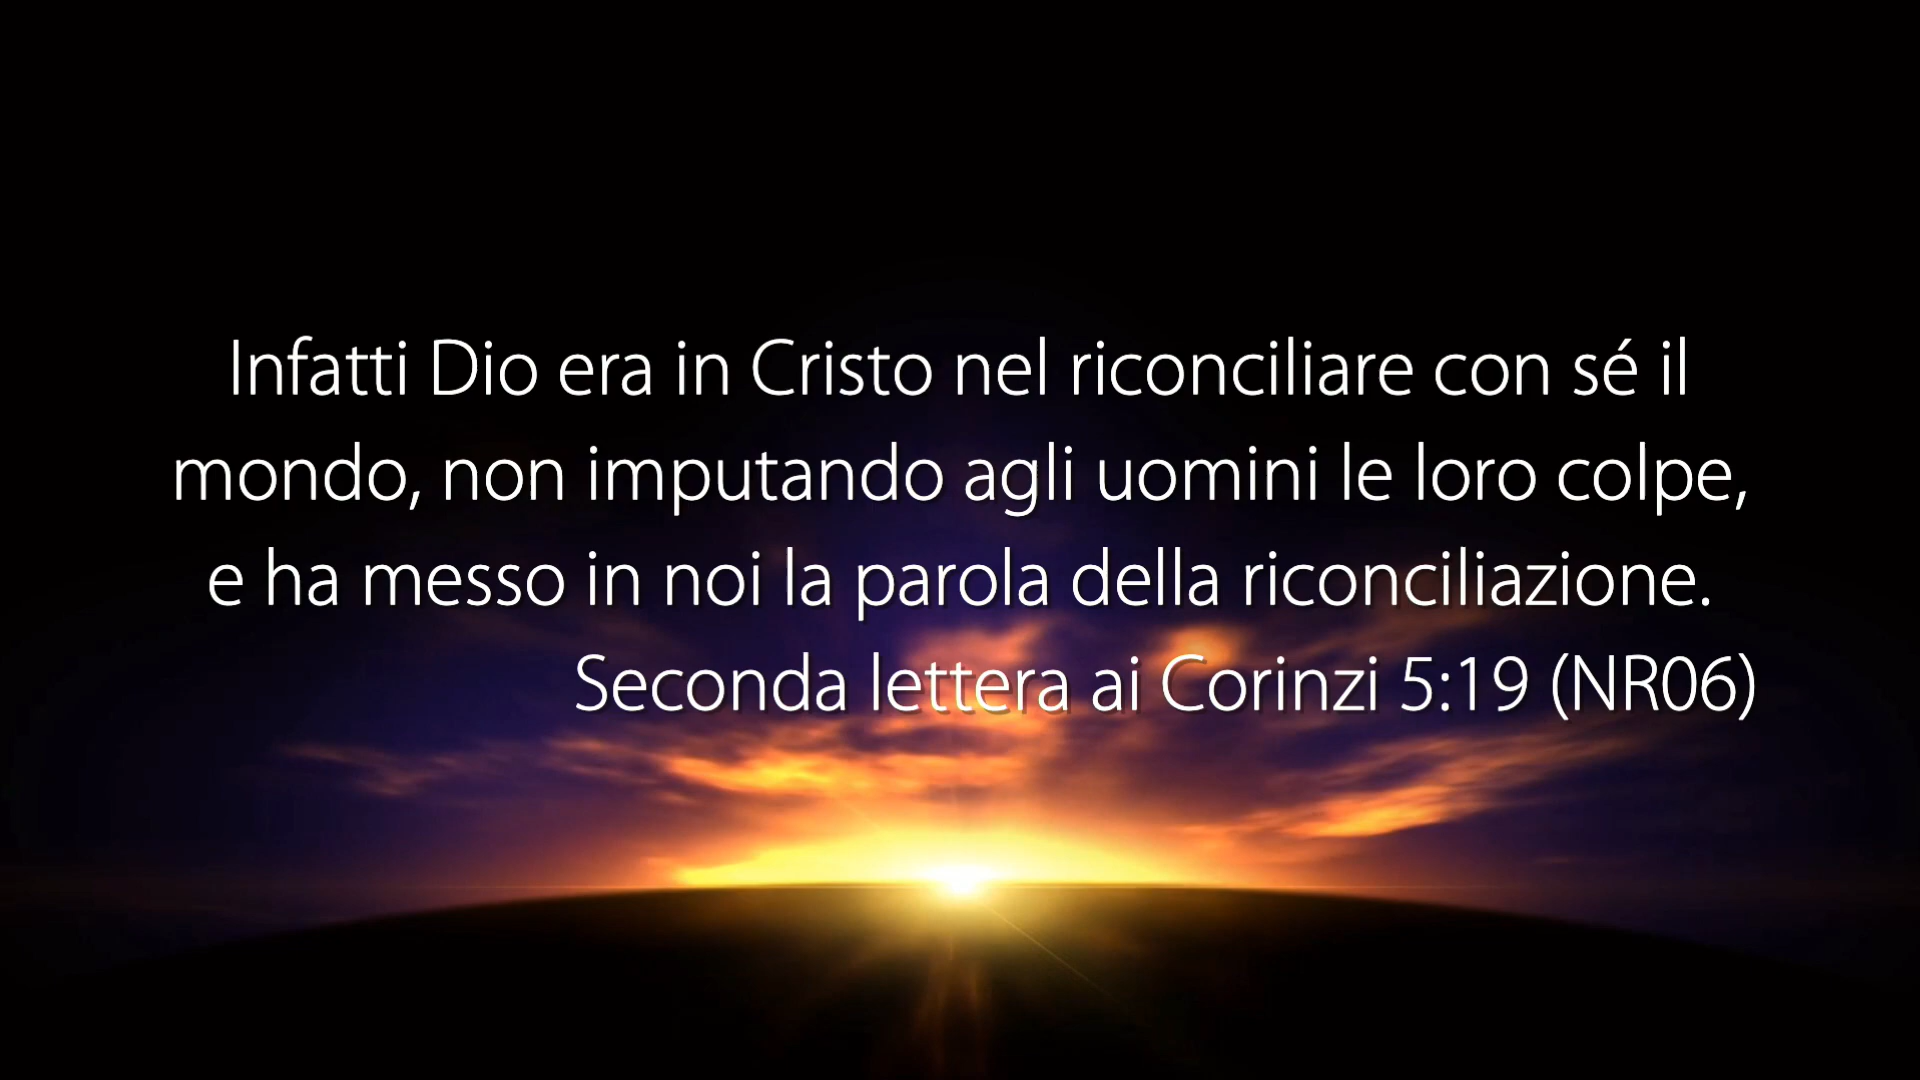 Infatti Dio era in Cristo nel riconciliare con sé il
mondo, non imputando agli uomini le loro colpe,
e ha messo in noi la parola della riconciliazione.
Seconda lettera ai Corinzi 5:19 (NR06)